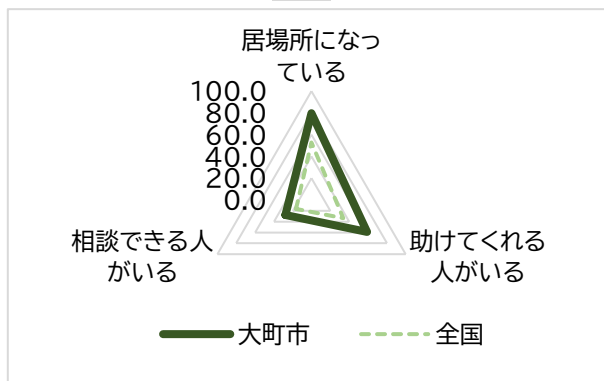 居場所になっ
ている
100.0
80.0
60.0
40.0
20.0
0.0
相談できる人
がいる
助けてくれる
人がいる
大町市
全国